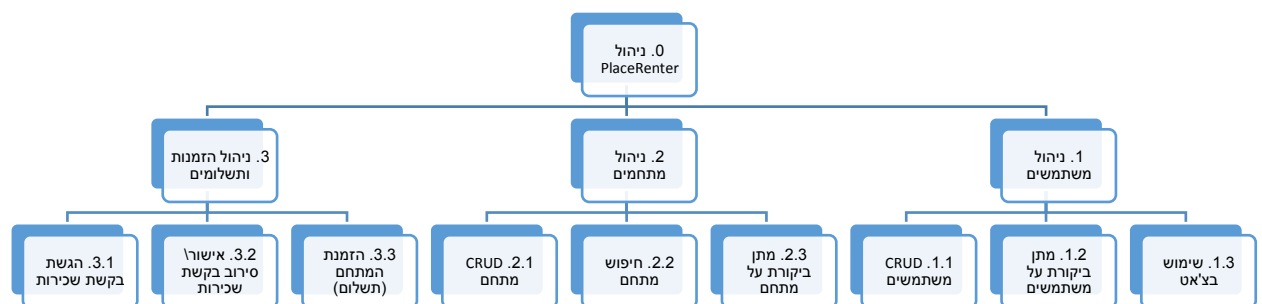 0. ניהול
PlaceRenter
3. ניהול הזמנות
ותשלומים
2. ניהול
מתחמים
1. ניהול
משתמשים
3.1. הגשת
בקשת שכירות
3.2. אישור\
סירוב בקשת
שכירות
3.3. הזמנת
המתחם
(תשלום)
2.1. CRUD
מתחם
2.2. חיפוש
מתחם
2.3. מתן
ביקורת על
מתחם
1.1. CRUD
משתמשים
1.2. מתן
ביקורת על
משתמשים
1.3. שימוש
בצ'אט